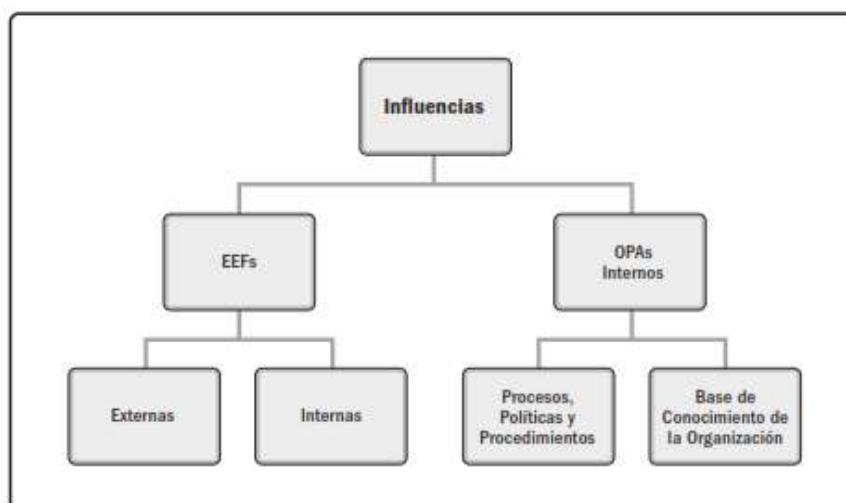 Influencias
EEFs
OPAs
Internos
Externas
Internas
Procesos,
Políticas y
Procedimientos
Base de
Conocimiento de
la Organización